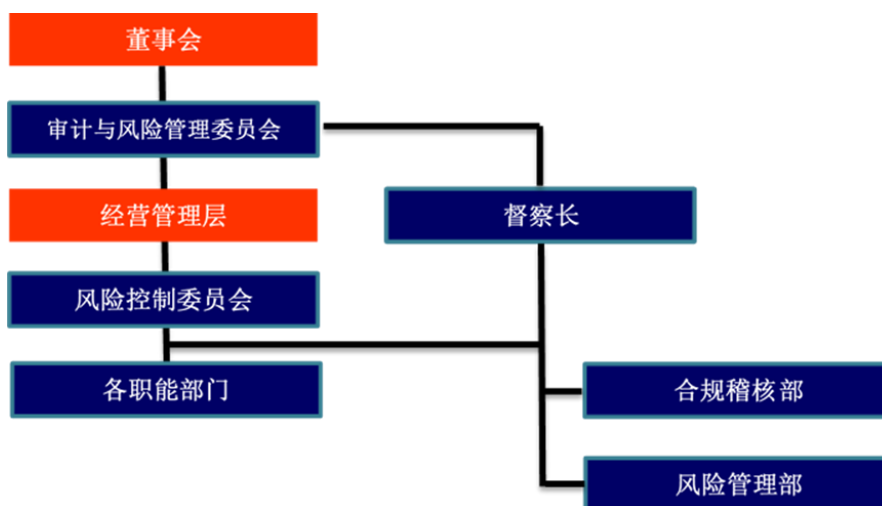 董事会
审计与风险管理委员会
经营管理层
督察长
风险控制委员会
各职能部门
合规稽核部
风险管理部